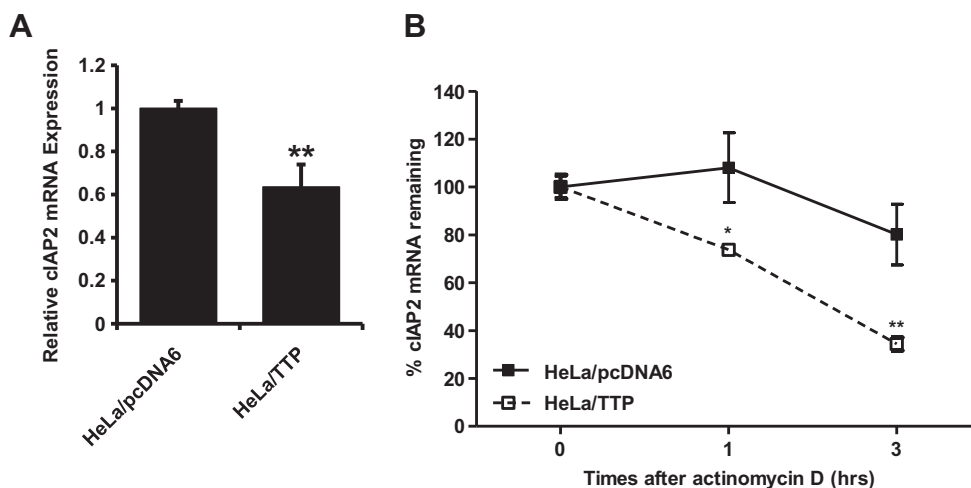 A
Relative cIAP2 mRNA Expression
1.2
1
0.8
0.6
0.4
0.2
0
**
HeLa/pcDNA6
HeLa/TTP
B
% cIAP2 mRNA remaining
140
120
100
80
60
40
20
0
*
**
HeLa/pcDNA6
HeLa/TTP
0
1
3
Times after actinomycin D (hrs)